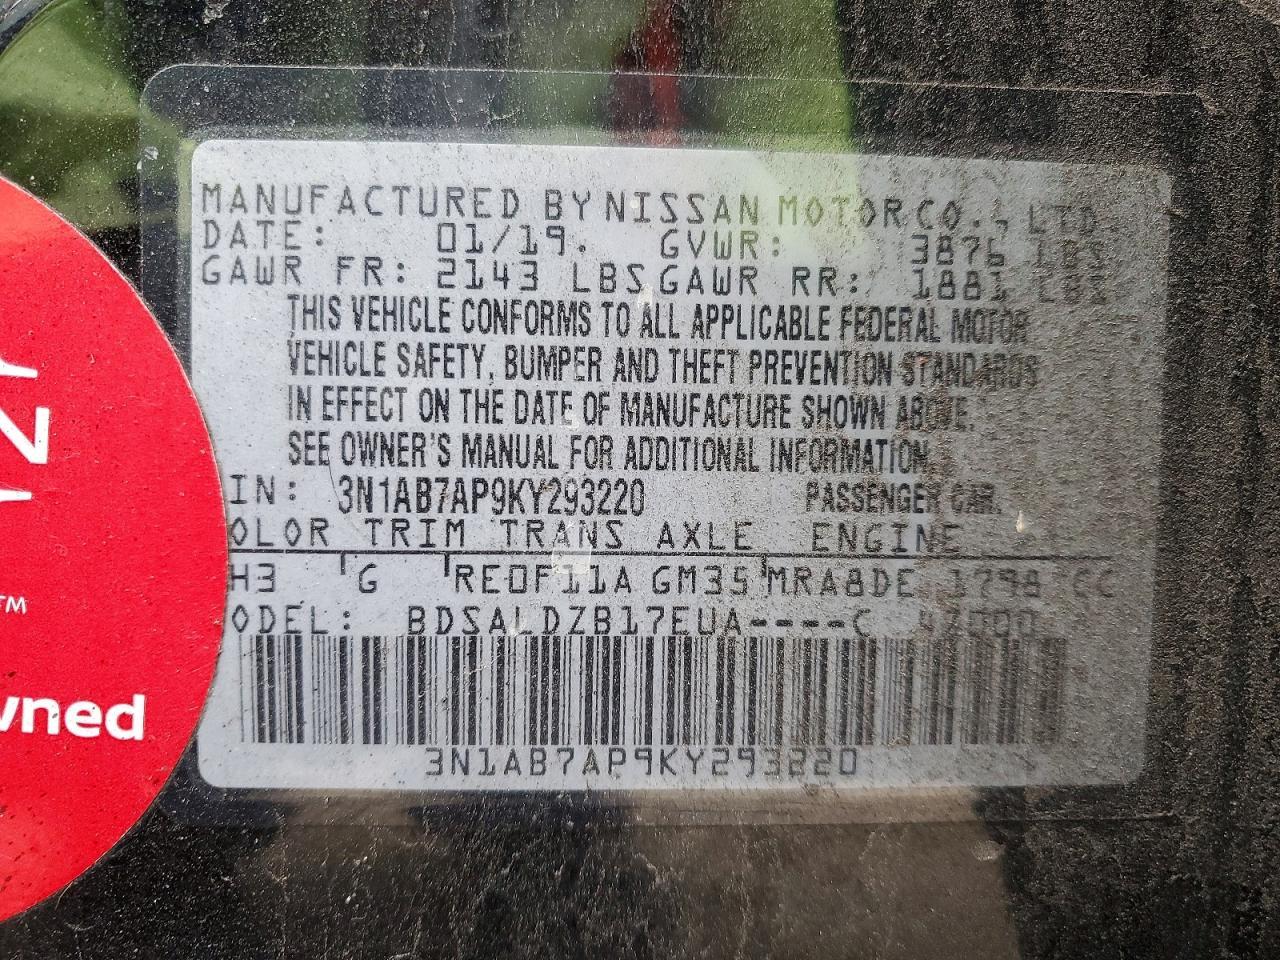 MANUFACTURED BY NISSAN MOTOR CO., LTD.
DATE: 01/19. GVWR: 3876 LBS
GAWR FR: 2143 LBS GAWR RR: 1881 LBS
THIS VEHICLE CONFORMS TO ALL APPLICABLE FEDERAL MOTOR
VEHICLE SAFETY, BUMPER AND THEFT PREVENTION STANDARDS
IN EFFECT ON THE DATE OF MANUFACTURE SHOWN ABOVE.
SEE OWNER'S MANUAL FOR ADDITIONAL INFORMATION.
IN: 3N1AB7AP9KY293220 PASSENGER CAR.
OLOR TRIM TRANS AXLE ENGINE
H3 G RE0F11A GM35 MRA8DE 1798 CC
ODEL: BDSALDZB17EUA----C
3N1AB7AP9KY293220
TM
wned